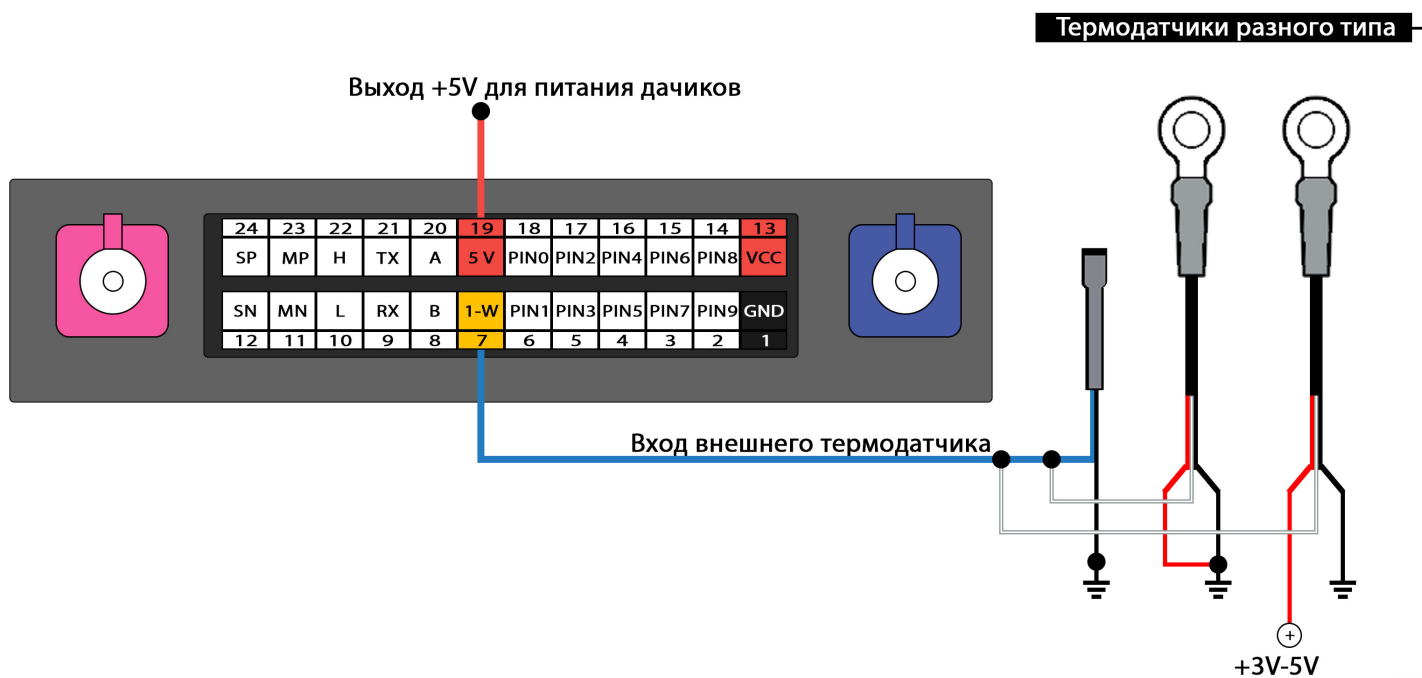 Термодатчики разного типа
Выход +5V для питания дачиков
24 23 22 21 20 19 18 17 16 15 14 13
SP MP H TX A 5 V PIN0 PIN2 PIN4 PIN6 PIN8 VCC
SN MN L RX B 1-W PIN1 PIN3 PIN5 PIN7 PIN9 GND
12 11 10 9 8 7 6 5 4 3 2 1
Вход внешнего термодатчика
+
+3V-5V